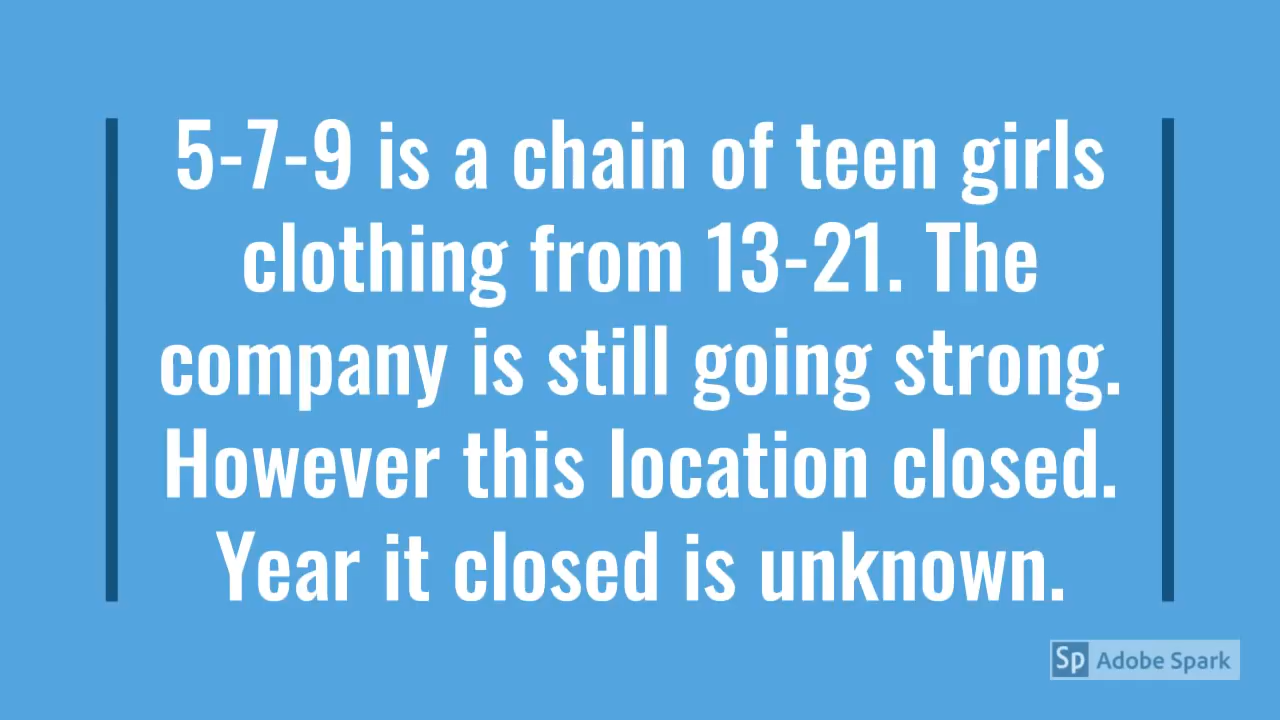 5-7-9 is a chain of teen girls
clothing from 13-21. The
company is still going strong.
However this location closed.
Year it closed is unknown.
Sp Adobe Spark